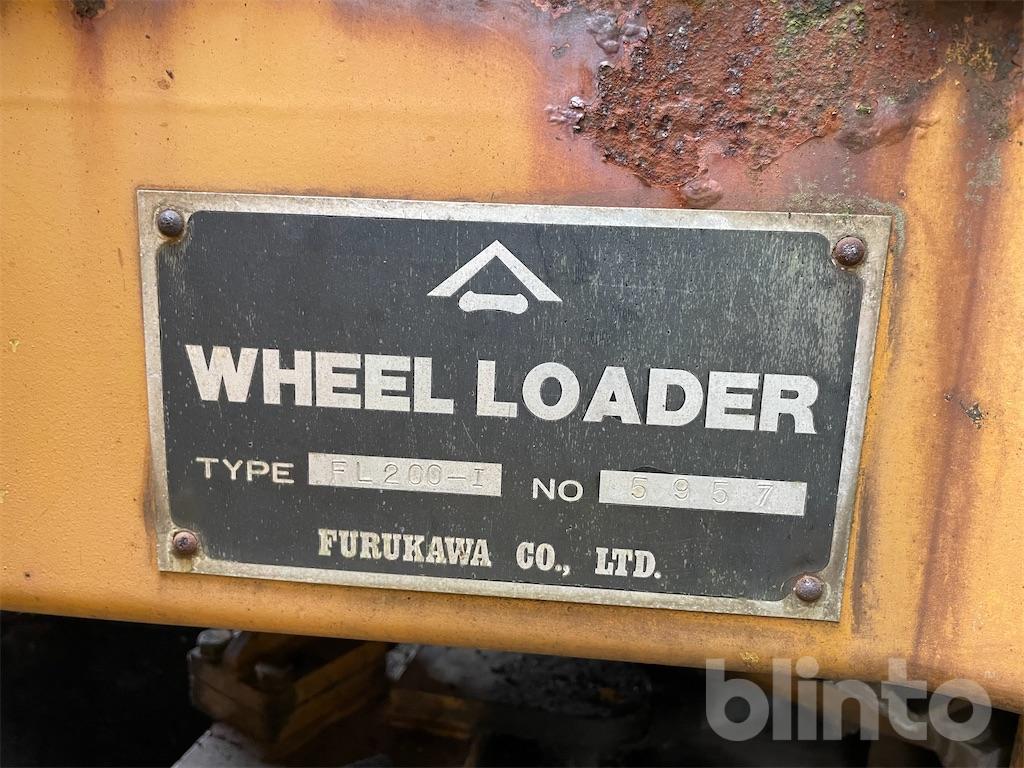 WHEEL LOADER
TYPE FL200-I NO 5957
FURUKAWA CO., LTD.
blinto